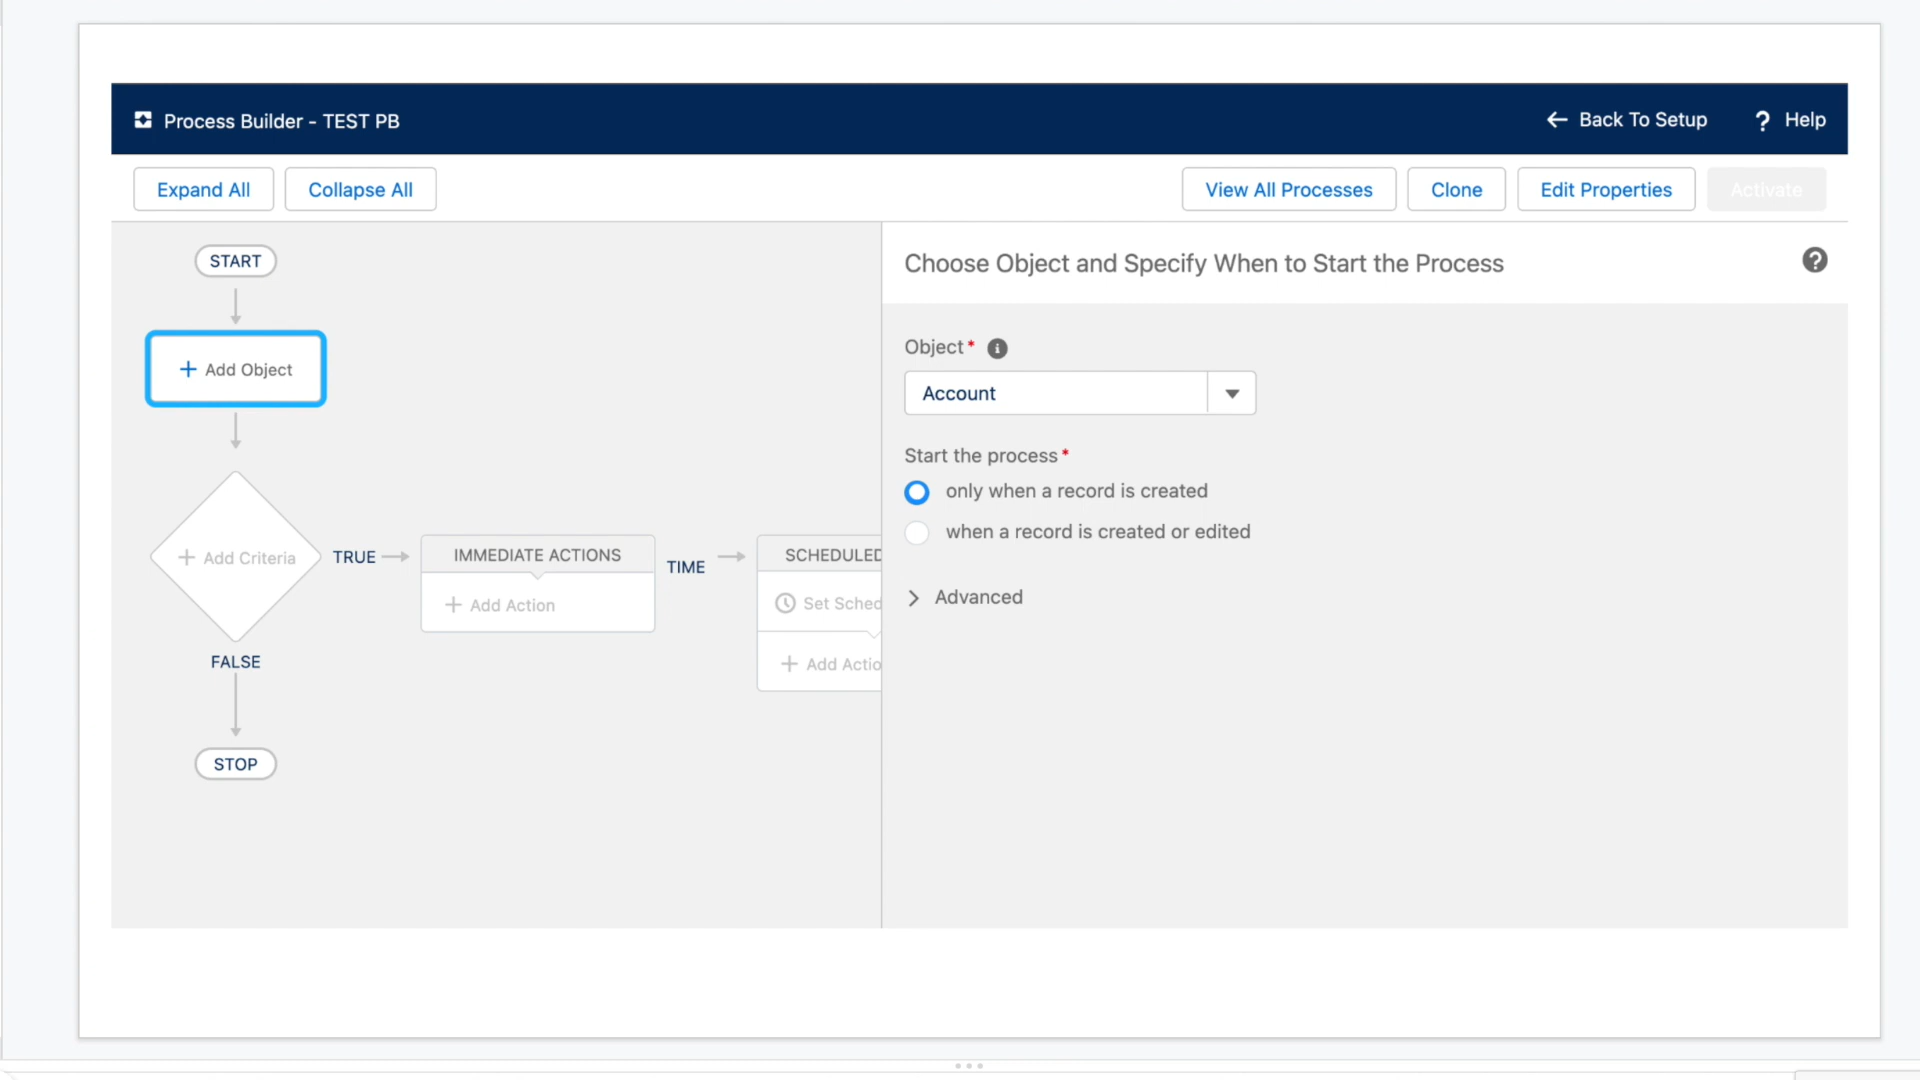 Process Builder - TEST PB
Back To Setup
? Help
Expand All
Collapse All
View All Processes
Clone
Edit Properties
Activate
START
+ Add Object
+ Add Criteria
TRUE
IMMEDIATE ACTIONS
+ Add Action
TIME
SCHEDULED
Set Sched
+ Add Actio
FALSE
STOP
Choose Object and Specify When to Start the Process
Object*
Account
Start the process*
only when a record is created
when a record is created or edited
Advanced